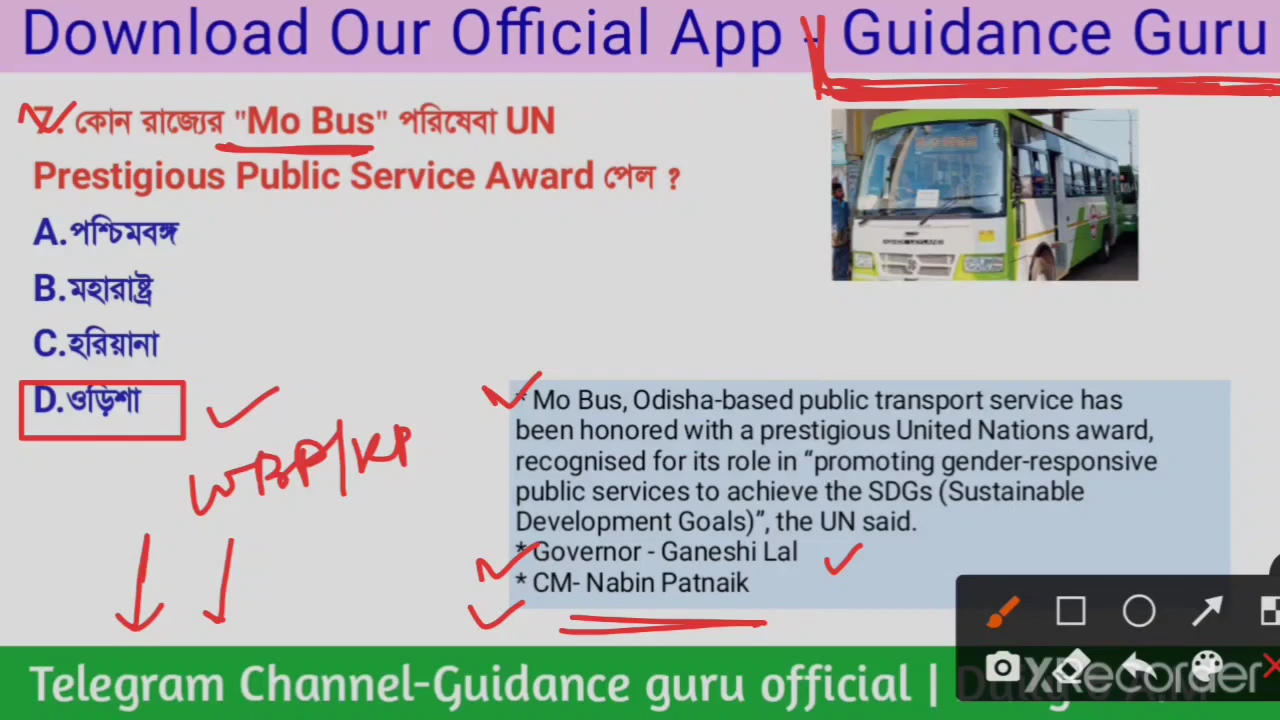 Download Our Official App - Guidance Guru
7. কোন রাজ্যের "Mo Bus" পরিষেবা UN
Prestigious Public Service Award পেল ?
A.পশ্চিমবঙ্গ
B.মহারাষ্ট্র
C.হরিয়ানা
D.ওড়িশা
WBP/KP
* Mo Bus, Odisha-based public transport service has
been honored with a prestigious United Nations award,
recognised for its role in “promoting gender-responsive
public services to achieve the SDGs (Sustainable
Development Goals)”, the UN said.
* Governor - Ganeshi Lal
* CM- Nabin Patnaik
Telegram Channel-Guidance guru official |
XRecorder